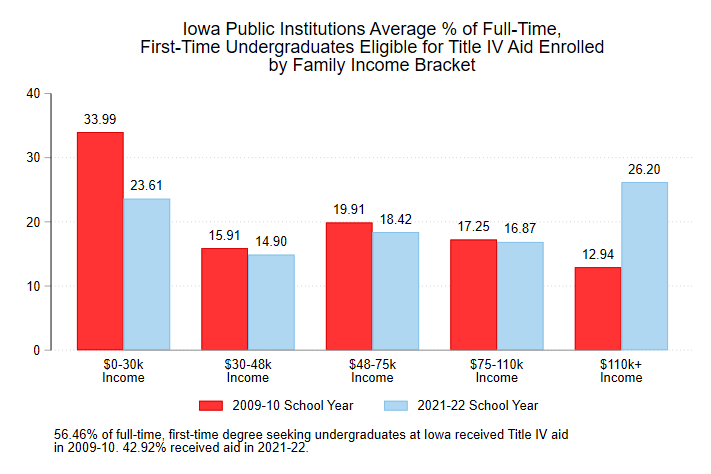 Iowa Public Institutions Average % of Full-Time,
First-Time Undergraduates Eligible for Title IV Aid Enrolled
by Family Income Bracket
40
30
20
10
0
33.99
23.61
15.91
14.90
19.91
18.42
17.25
16.87
12.94
26.20
$0-30k
Income
$30-48k
Income
$48-75k
Income
$75-110k
Income
$110k+
Income
2009-10 School Year
2021-22 School Year
56.46% of full-time, first-time degree seeking undergraduates at Iowa received Title IV aid
in 2009-10. 42.92% received aid in 2021-22.